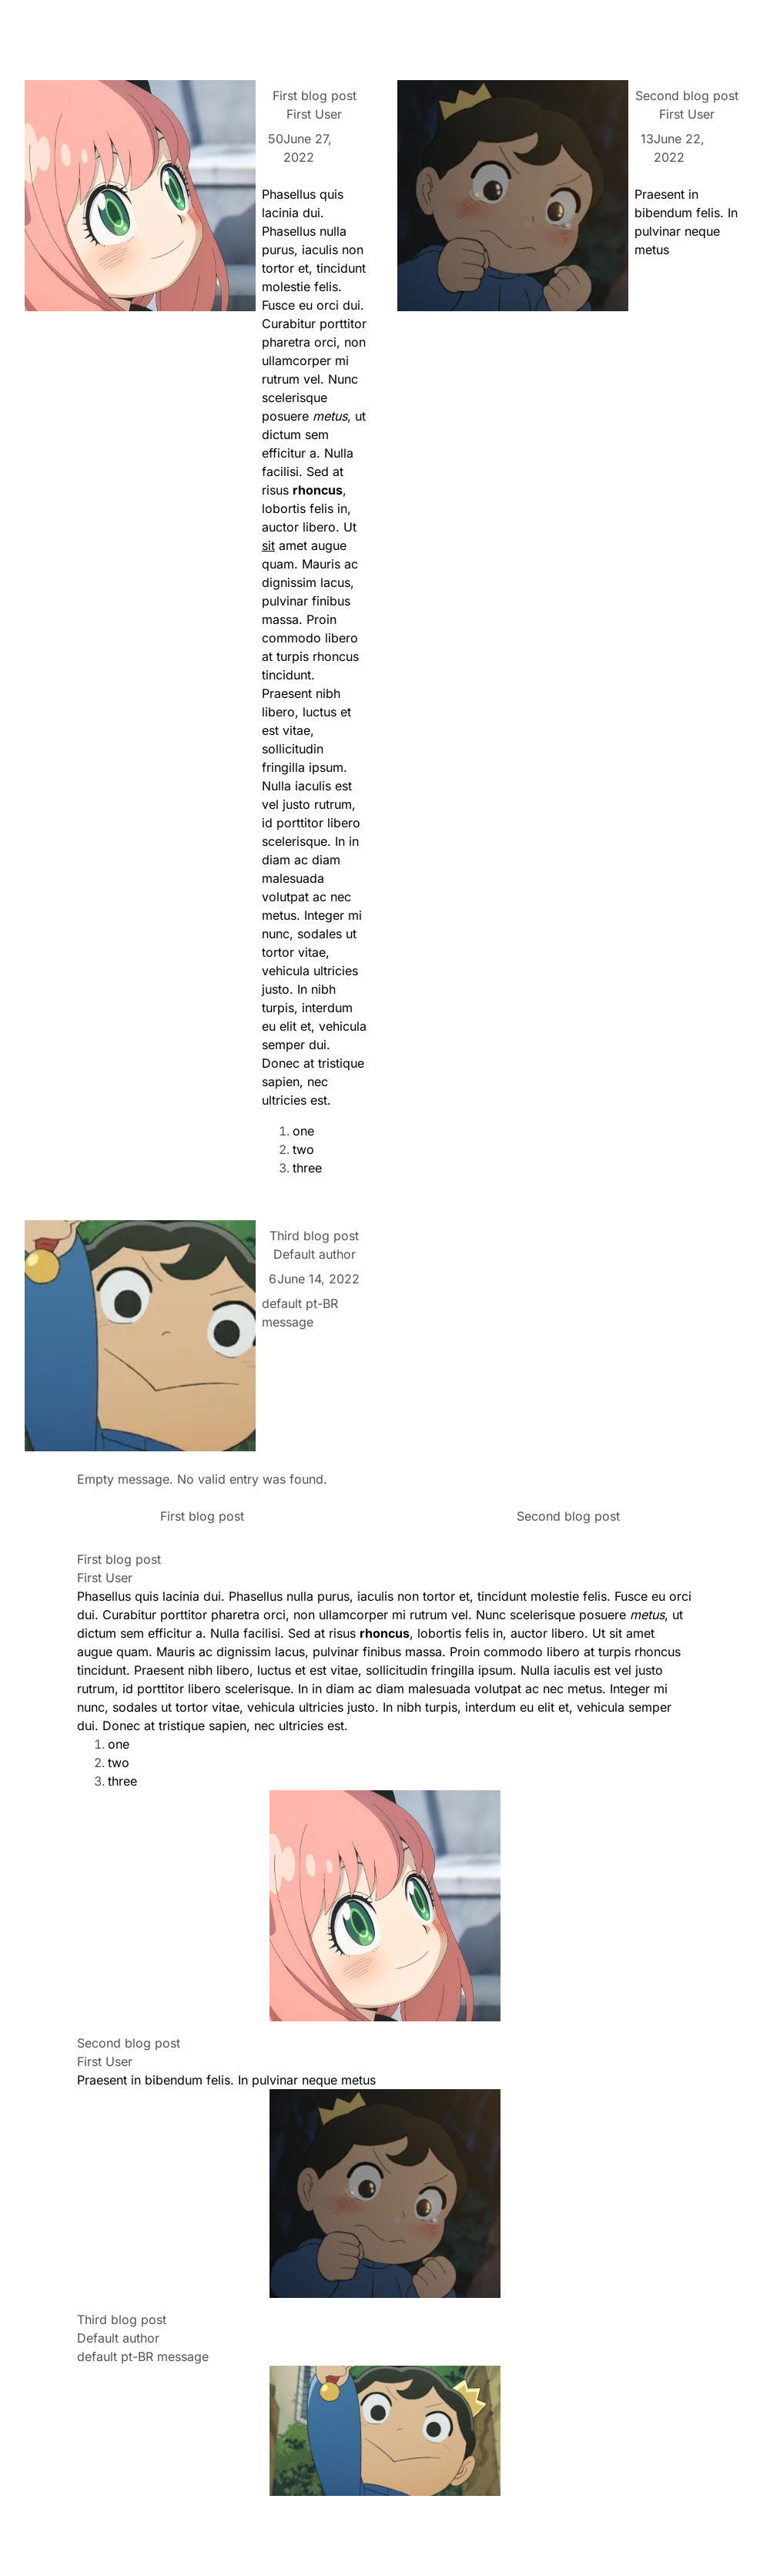 First blog post
First User
50June 27,
2022
Phasellus quis
lacinia dui.
Phasellus nulla
purus, iaculis non
tortor et, tincidunt
molestie felis.
Fusce eu orci dui.
Curabitur porttitor
pharetra orci, non
ullamcorper mi
rutrum vel. Nunc
scelerisque
posuere metus, ut
dictum sem
efficitur a. Nulla
facilisi. Sed at
risus rhoncus,
lobortis felis in,
auctor libero. Ut
sit amet augue
quam. Mauris ac
dignissim lacus,
pulvinar finibus
massa. Proin
commodo libero
at turpis rhoncus
tincidunt.
Praesent nibh
libero, luctus et
est vitae,
sollicitudin
fringilla ipsum.
Nulla iaculis est
vel justo rutrum,
id porttitor libero
scelerisque. In in
diam ac diam
malesuada
volutpat ac nec
metus. Integer mi
nunc, sodales ut
tortor vitae,
vehicula ultricies
justo. In nibh
turpis, interdum
eu elit et, vehicula
semper dui.
Donec at tristique
sapien, nec
ultricies est.
1. one
2. two
3. three
Second blog post
First User
13June 22,
2022
Praesent in
bibendum felis. In
pulvinar neque
metus
Third blog post
Default author
6June 14, 2022
default pt-BR
message
Empty message. No valid entry was found.
First blog post
Second blog post
First blog post
First User
Phasellus quis lacinia dui. Phasellus nulla purus, iaculis non tortor et, tincidunt molestie felis. Fusce eu orci
dui. Curabitur porttitor pharetra orci, non ullamcorper mi rutrum vel. Nunc scelerisque posuere metus, ut
dictum sem efficitur a. Nulla facilisi. Sed at risus rhoncus, lobortis felis in, auctor libero. Ut sit amet
augue quam. Mauris ac dignissim lacus, pulvinar finibus massa. Proin commodo libero at turpis rhoncus
tincidunt. Praesent nibh libero, luctus et est vitae, sollicitudin fringilla ipsum. Nulla iaculis est vel justo
rutrum, id porttitor libero scelerisque. In in diam ac diam malesuada volutpat ac nec metus. Integer mi
nunc, sodales ut tortor vitae, vehicula ultricies justo. In nibh turpis, interdum eu elit et, vehicula semper
dui. Donec at tristique sapien, nec ultricies est.
1. one
2. two
3. three
Second blog post
First User
Praesent in bibendum felis. In pulvinar neque metus
Third blog post
Default author
default pt-BR message